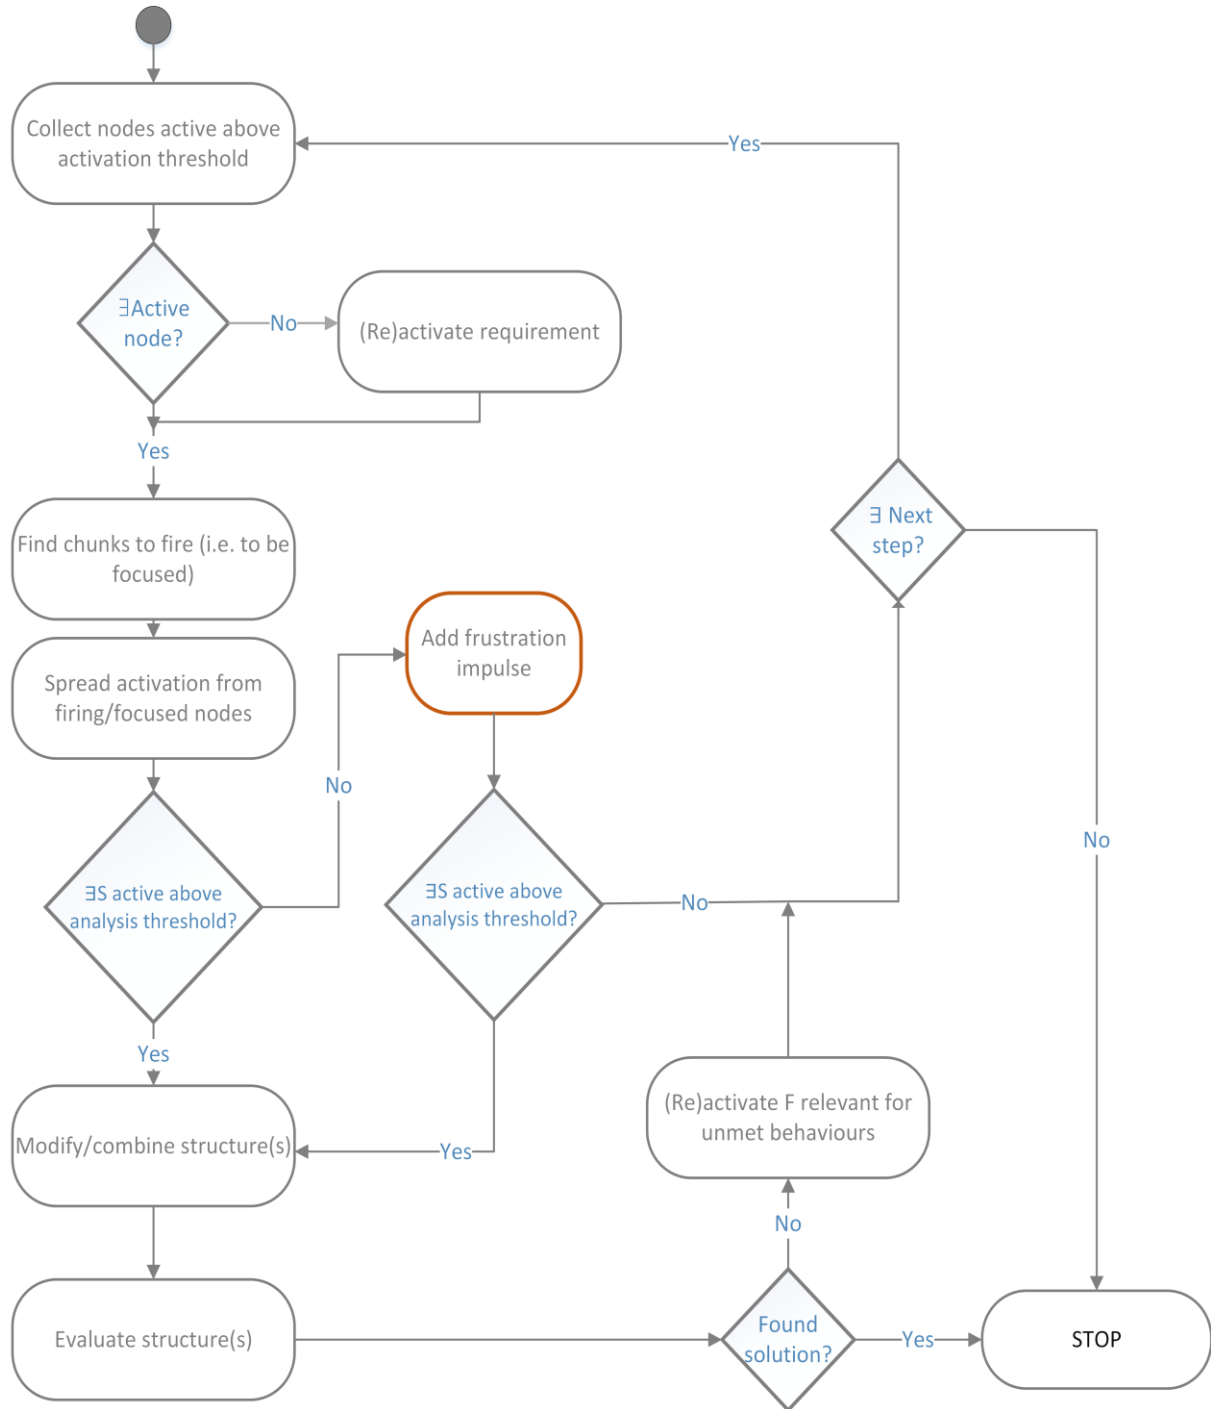 Collect nodes active above
activation threshold
Yes
∃Active
node?
No
(Re)activate requirement
Yes
∃ Next
step?
Find chunks to fire (i.e. to be
focused)
Add frustration
impulse
Spread activation from
firing/focused nodes
No
No
∃S active above
analysis threshold?
∃S active above
analysis threshold?
No
Yes
(Re)activate F relevant for
unmet behaviours
Modify/combine structure(s)
Yes
No
Evaluate structure(s)
Found
solution?
Yes
STOP